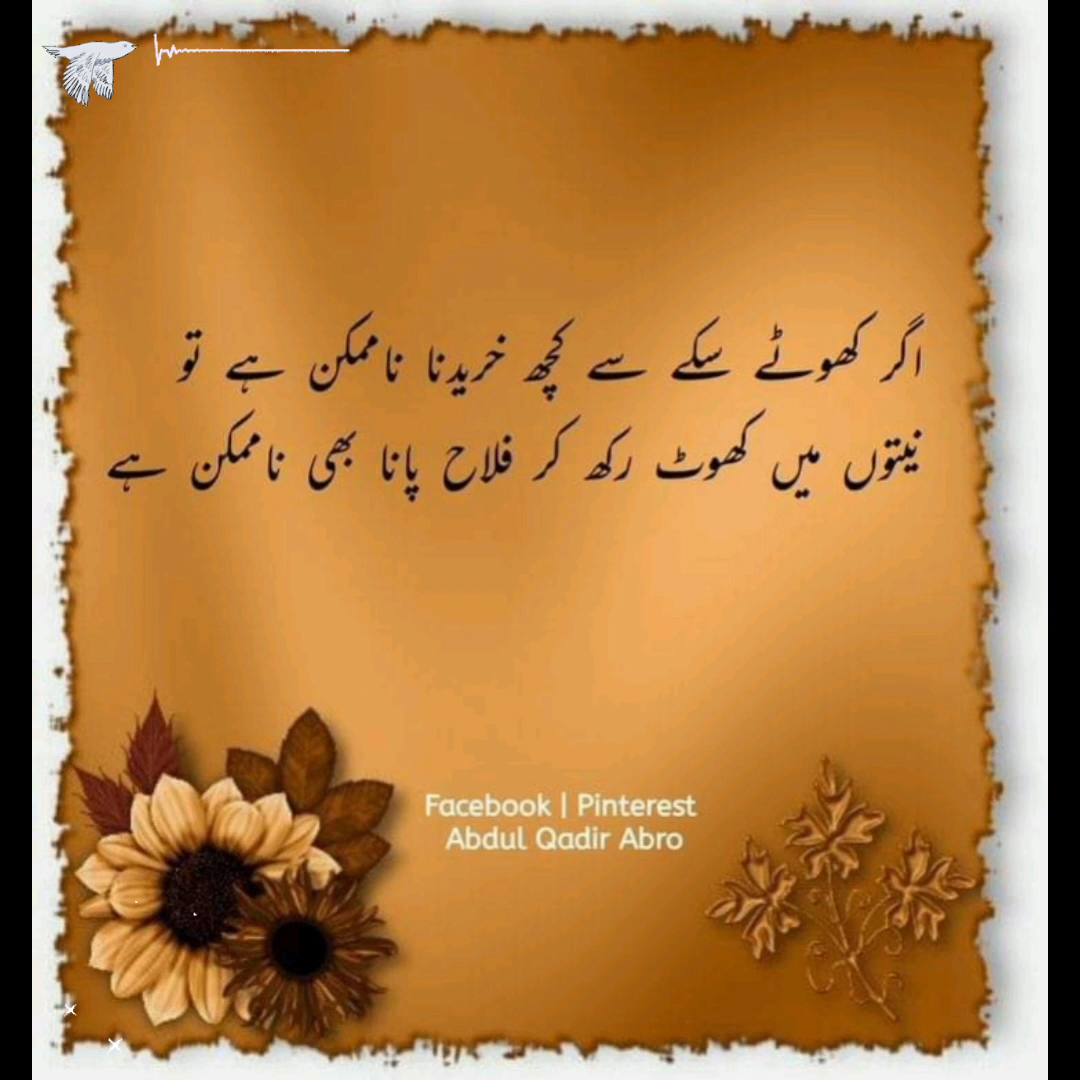 اگر کھوٹے سکے سے کچھ خریدنا ناممکن ہے تو
نیتوں میں کھوٹ رکھ کر فلاح پانا بھی ناممکن ہے
Facebook | Pinterest
Abdul Qadir Abro